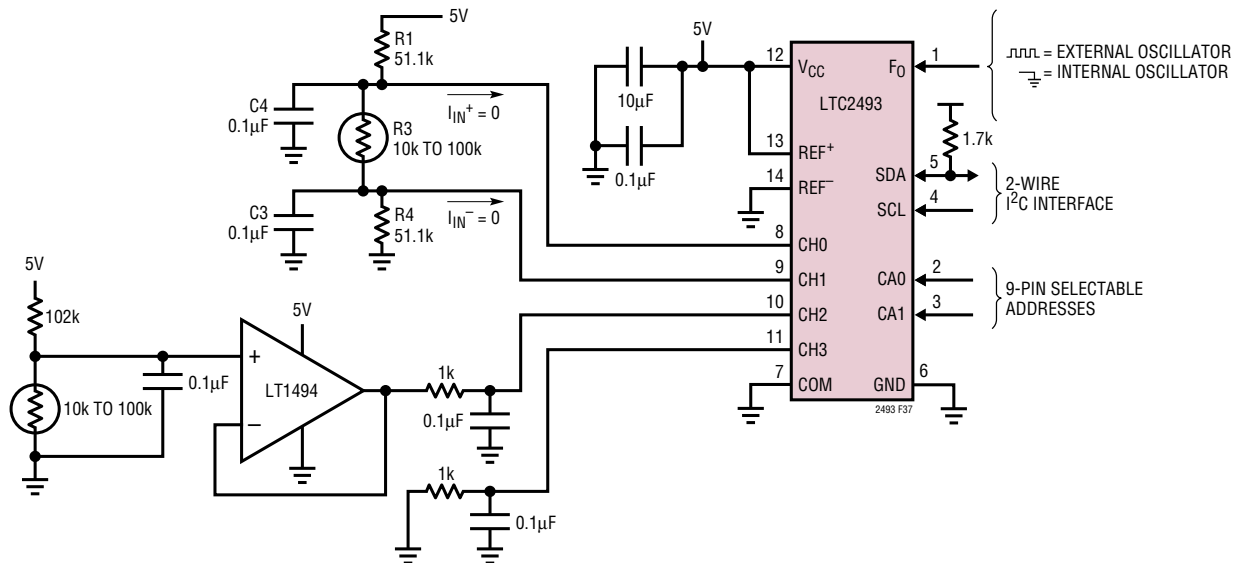 5V
R1
51.1k
C4
0.1µF
I_IN⁺ = 0
R3
10k TO 100k
C3
0.1µF
I_IN⁻ = 0
R4
51.1k
5V
10µF
0.1µF
12
V_CC
F_O
1
LTC2493
13
REF⁺
14
REF⁻
SDA
5
SCL
4
8
CH0
9
CH1
CA0
2
10
CH2
CA1
3
11
CH3
7
COM
GND
6
2493 F37
= EXTERNAL OSCILLATOR
= INTERNAL OSCILLATOR
1.7k
2-WIRE
I²C INTERFACE
9-PIN SELECTABLE
ADDRESSES
5V
102k
10k TO 100k
0.1µF
5V
+
LT1494
−
1k
0.1µF
1k
0.1µF